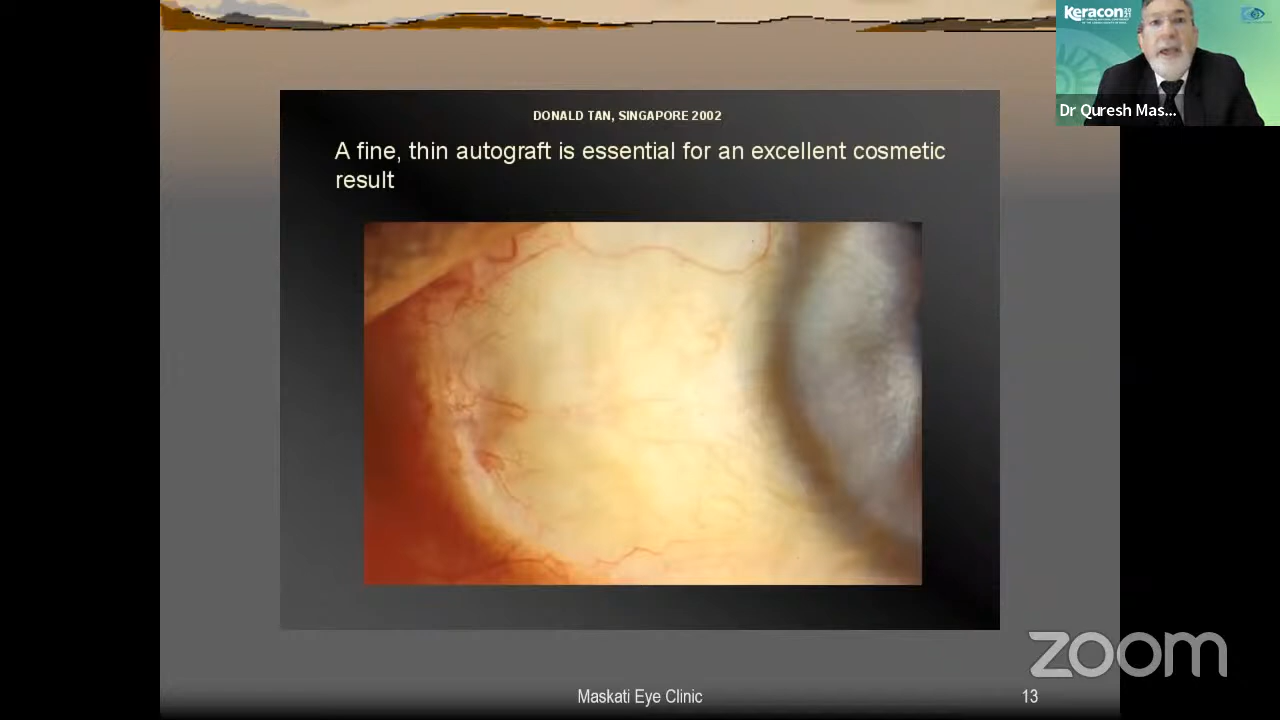 Keracon
Dr Quresh Mas...
DONALD TAN, SINGAPORE 2002
A fine, thin autograft is essential for an excellent cosmetic
result
zoom
Maskati Eye Clinic
13